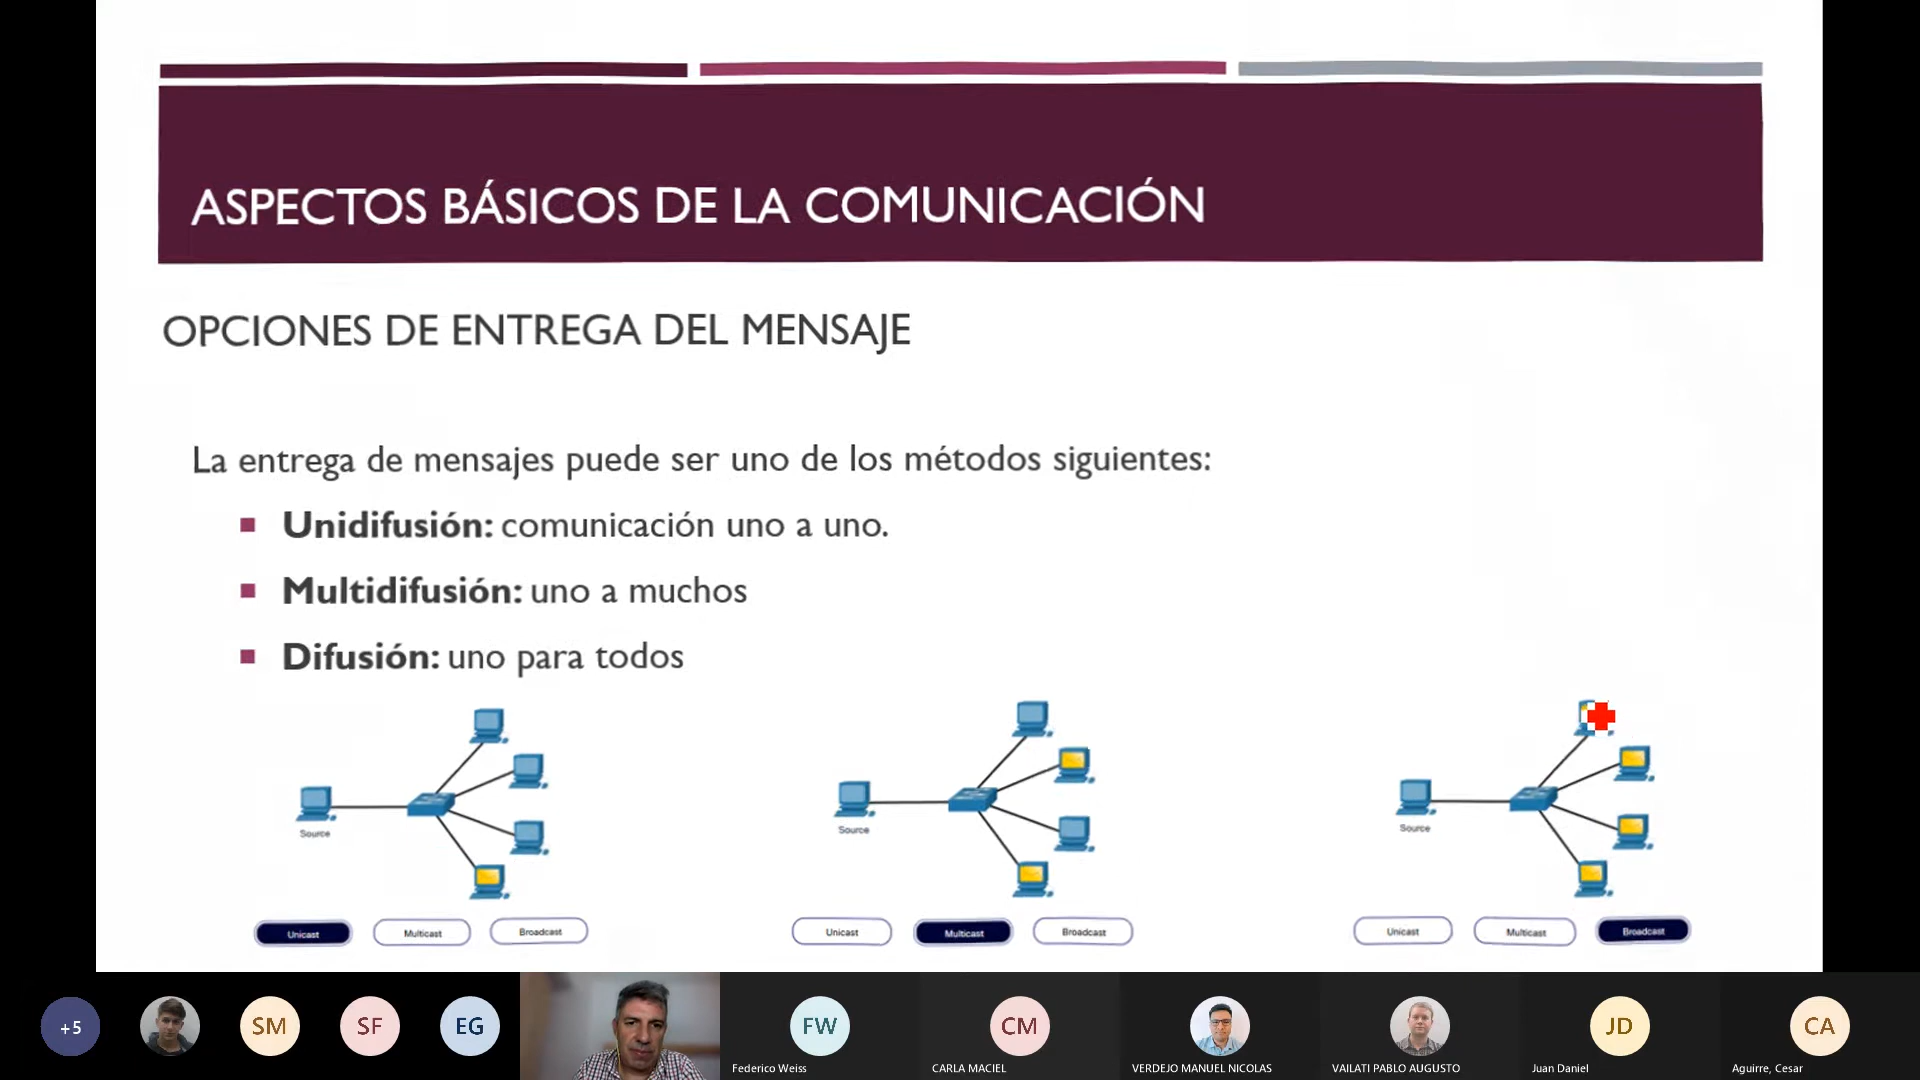 ASPECTOS BÁSICOS DE LA COMUNICACIÓN
OPCIONES DE ENTREGA DEL MENSAJE
La entrega de mensajes puede ser uno de los métodos siguientes:
Unidifusión: comunicación uno a uno.
Multidifusión: uno a muchos
Difusión: uno para todos
Source
Unicast Multicast Broadcast
Source
Unicast Multicast Broadcast
Source
Unicast Multicast Broadcast
+5
SM
SF
EG
FW
Federico Weiss
CM
CARLA MACIEL
VERDEJO MANUEL NICOLAS
VAILATI PABLO AUGUSTO
JD
Juan Daniel
CA
Aguirre, Cesar